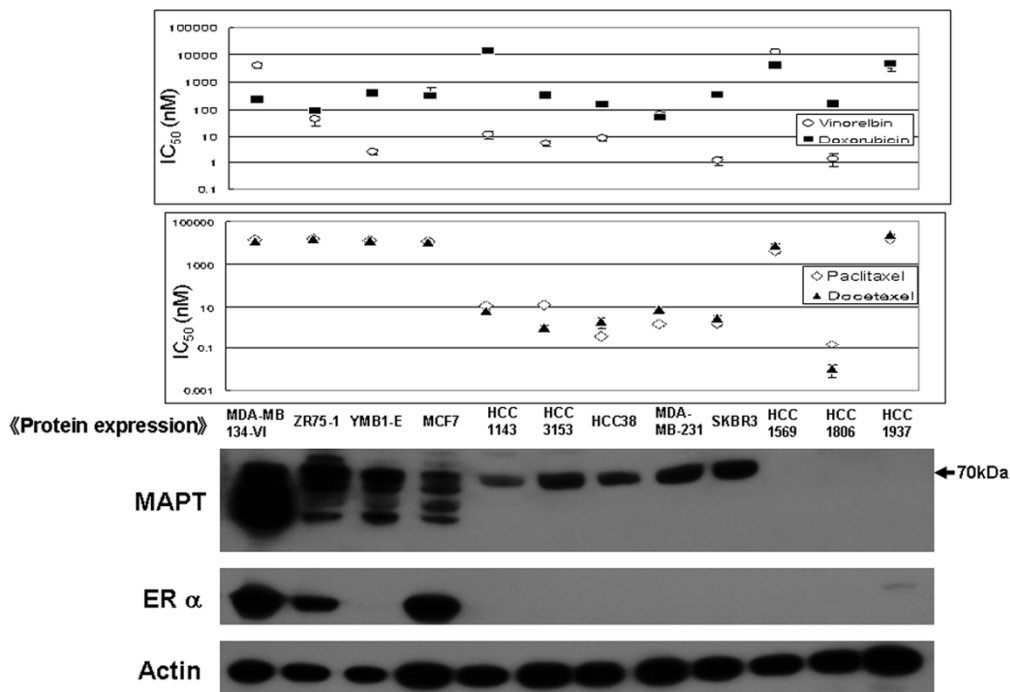 100000
10000
1000
100
10
1
0.1
IC50 (nM)
Vinorelbin
Doxorubicin
100000
1000
10
0.1
0.001
IC50 (nM)
Paclitaxel
Docetaxel
《Protein expression》
MDA-MB
134-VI
ZR75-1
YMB1-E
MCF7
HCC
1143
HCC
3153
HCC38
MDA-
MB-231
SKBR3
HCC
1569
HCC
1806
HCC
1937
MAPT
70kDa
ER α
Actin